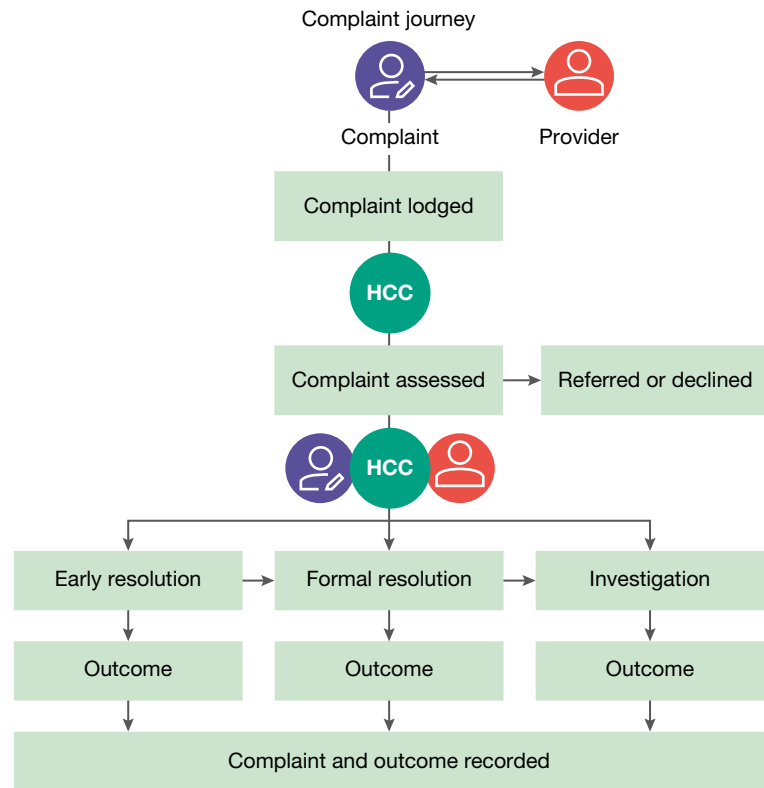 Complaint journey
Complaint
Provider
Complaint lodged
HCC
Complaint assessed
Referred or declined
HCC
Early resolution
Formal resolution
Investigation
Outcome
Outcome
Outcome
Complaint and outcome recorded